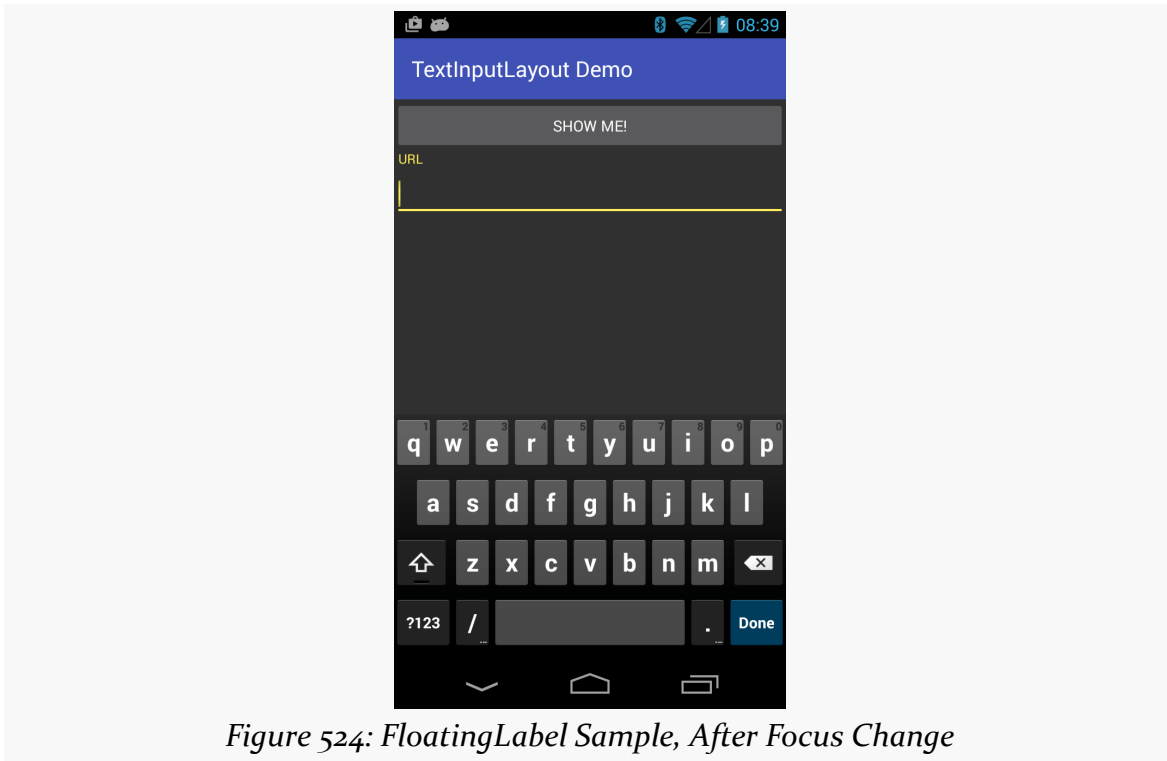 08:39
TextInputLayout Demo
SHOW ME!
URL
1 2 3 4 5 6 7 8 9 0
q w e r t y u i o p
a s d f g h j k l
z x c v b n m
?123 / ... . ... Done
Figure 524: FloatingLabel Sample, After Focus Change